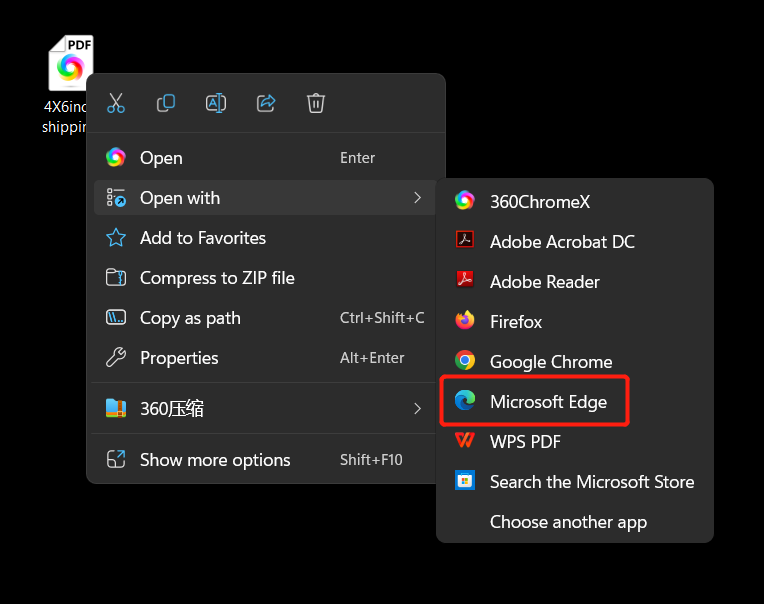 PDF
4X6inc
shippin
Open Enter
Open with
Add to Favorites
Compress to ZIP file
Copy as path Ctrl+Shift+C
Properties Alt+Enter
360压缩
Show more options Shift+F10
360ChromeX
Adobe Acrobat DC
Adobe Reader
Firefox
Google Chrome
Microsoft Edge
WPS PDF
Search the Microsoft Store
Choose another app